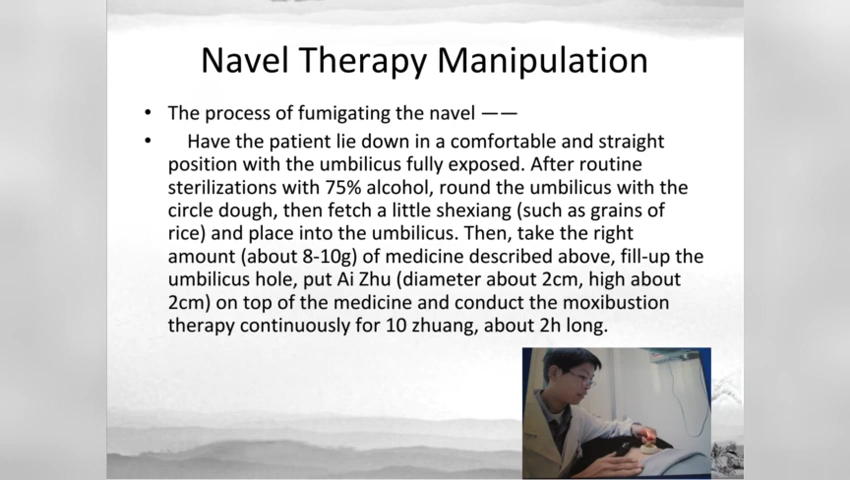 Navel Therapy Manipulation
• The process of fumigating the navel ——
• Have the patient lie down in a comfortable and straight
position with the umbilicus fully exposed. After routine
sterilizations with 75% alcohol, round the umbilicus with the
circle dough, then fetch a little shexiang (such as grains of
rice) and place into the umbilicus. Then, take the right
amount (about 8-10g) of medicine described above, fill-up the
umbilicus hole, put Ai Zhu (diameter about 2cm, high about
2cm) on top of the medicine and conduct the moxibustion
therapy continuously for 10 zhuang, about 2h long.